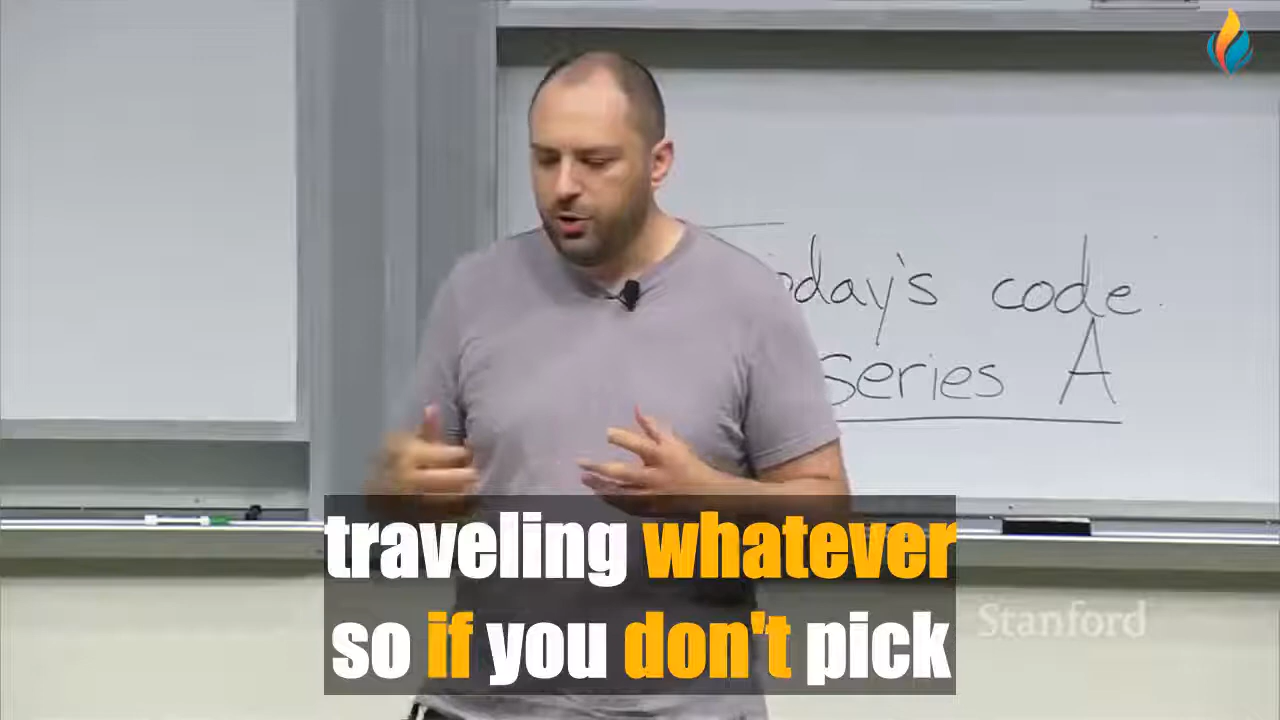 oday's code
series A
traveling whatever
so if you don't pick
Stanford